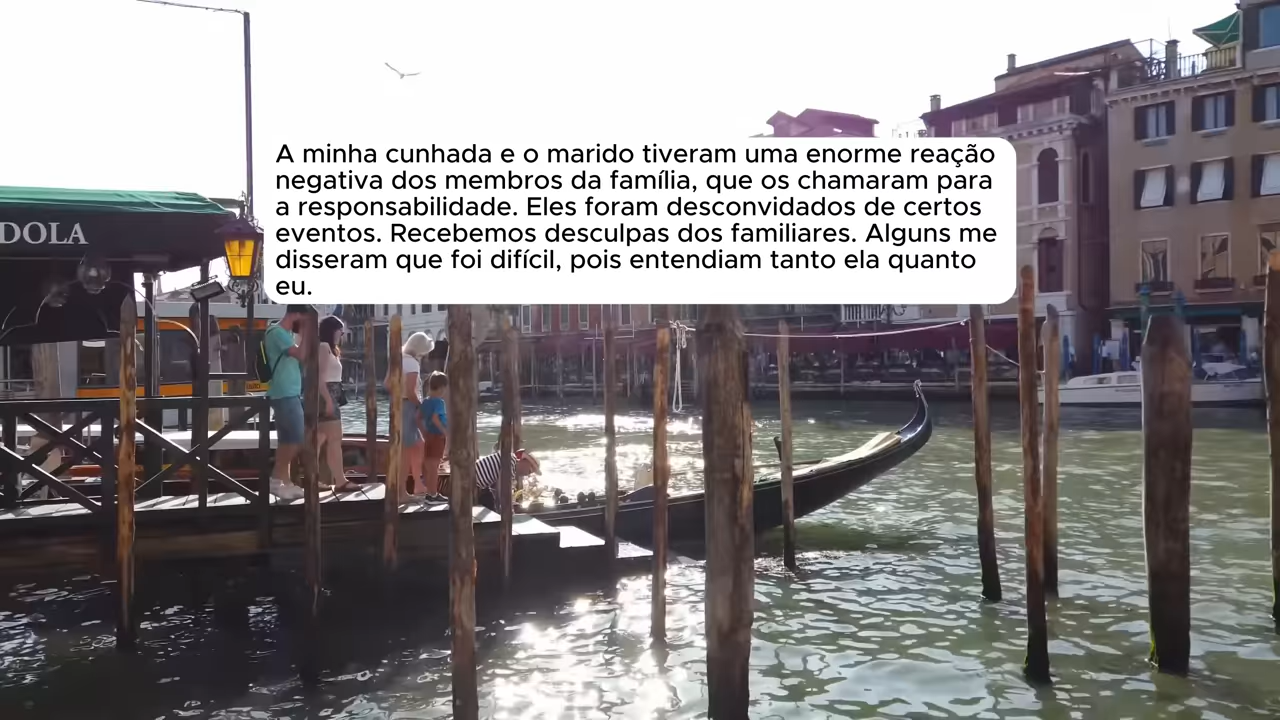 A minha cunhada e o marido tiveram uma enorme reação
negativa dos membros da família, que os chamaram para
a responsabilidade. Eles foram desconvidados de certos
eventos. Recebemos desculpas dos familiares. Alguns me
disseram que foi difícil, pois entendiam tanto ela quanto
eu.
DOLA